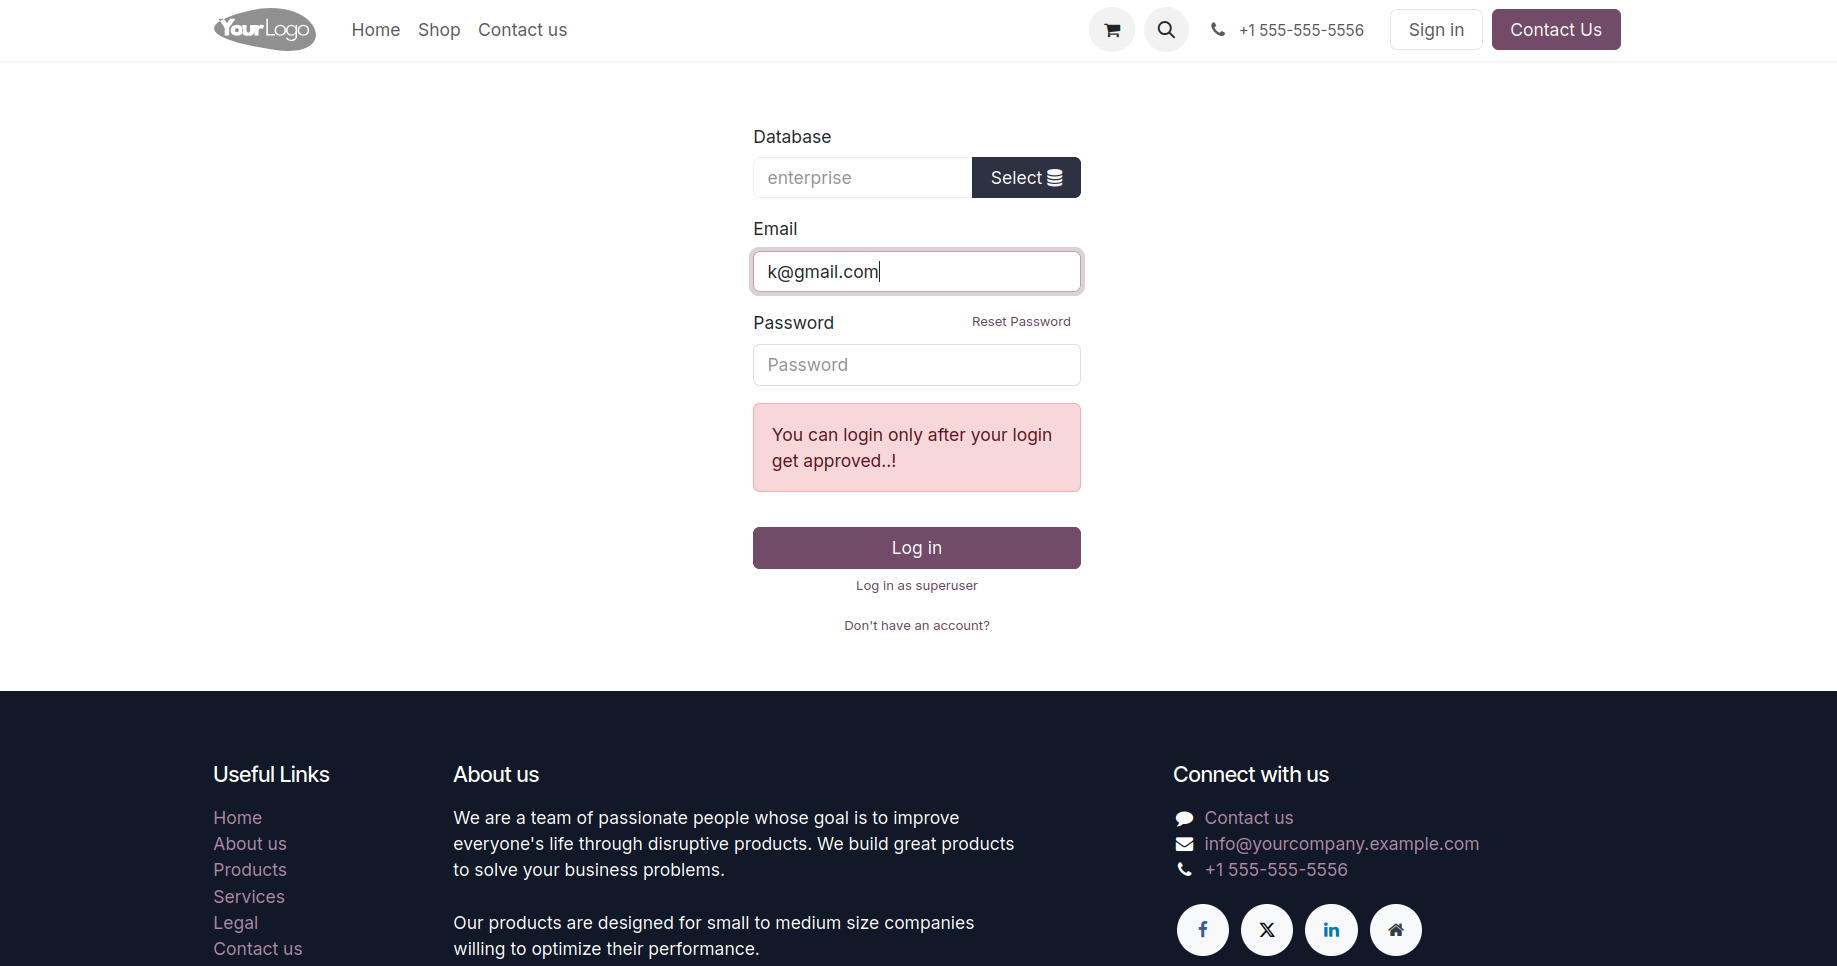 YourLogo
Home Shop Contact us
+1 555-555-5556
Sign in
Contact Us
Database
enterprise
Select
Email
k@gmail.com
Password
Reset Password
Password
You can login only after your login
get approved..!
Log in
Log in as superuser
Don't have an account?
Useful Links
Home
About us
Products
Services
Legal
Contact us
About us
We are a team of passionate people whose goal is to improve
everyone's life through disruptive products. We build great products
to solve your business problems.
Our products are designed for small to medium size companies
willing to optimize their performance.
Connect with us
Contact us
info@yourcompany.example.com
+1 555-555-5556